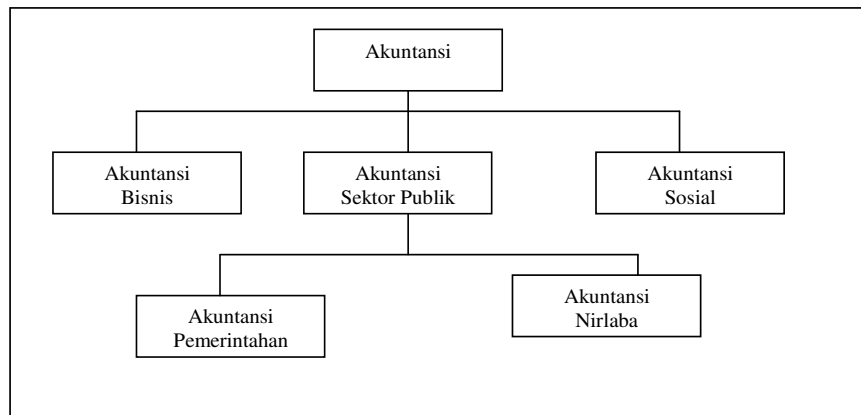 Akuntansi
Akuntansi
Bisnis
Akuntansi
Sektor Publik
Akuntansi
Sosial
Akuntansi
Pemerintahan
Akuntansi
Nirlaba